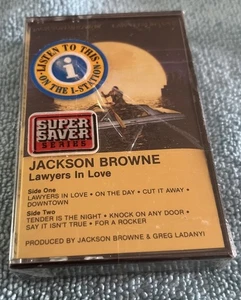 LISTEN TO THIS
i
ON THE I-STATION
SUPER
SAVER
SERIES
JACKSON BROWNE
Lawyers In Love
Side One
LAWYERS IN LOVE • ON THE DAY • CUT IT AWAY •
DOWNTOWN
Side Two
TENDER IS THE NIGHT • KNOCK ON ANY DOOR •
SAY IT ISN'T TRUE • FOR A ROCKER
PRODUCED BY JACKSON BROWNE & GREG LADANYI